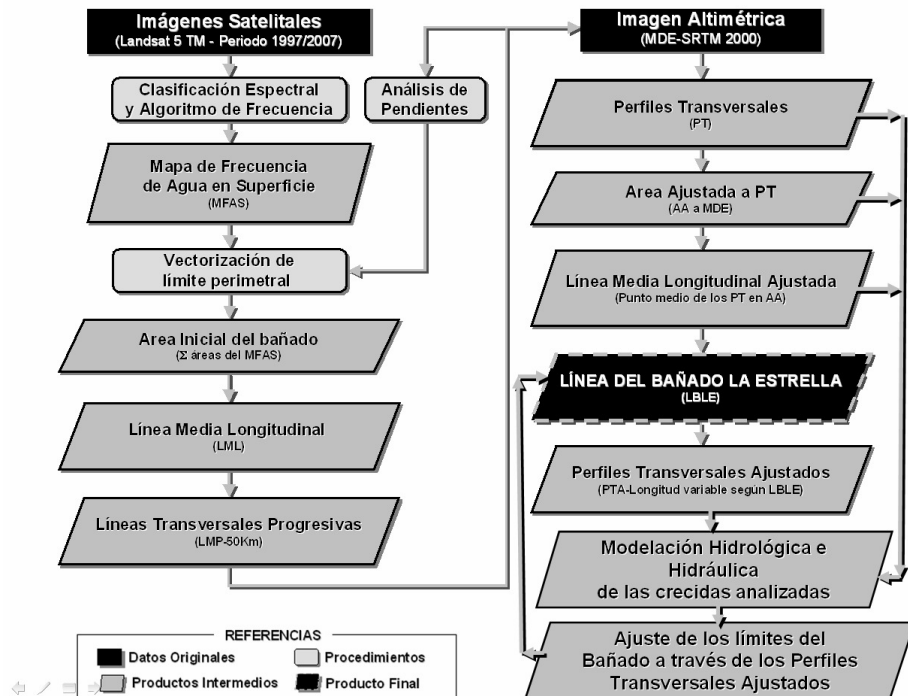 Imágenes Satelitales
(Landsat 5 TM - Periodo 1997/2007)
Clasificación Espectral
y Algoritmo de Frecuencia
Análisis de
Pendientes
Mapa de Frecuencia
de Agua en Superficie
(MFAS)
Vectorización de
límite perimetral
Area Inicial del bañado
(Σ áreas del MFAS)
Línea Media Longitudinal
(LML)
Líneas Transversales Progresivas
(LMP-50Km)
Imagen Altimétrica
(MDE-SRTM 2000)
Perfiles Transversales
(PT)
Area Ajustada a PT
(AA a MDE)
Línea Media Longitudinal Ajustada
(Punto medio de los PT en AA)
LÍNEA DEL BAÑADO LA ESTRELLA
(LBLE)
Perfiles Transversales Ajustados
(PTA-Longitud variable según LBLE)
Modelación Hidrológica e
Hidráulica
de las crecidas analizadas
Ajuste de los límites del
Bañado a través de los Perfiles
Transversales Ajustados
REFERENCIAS
Datos Originales
Procedimientos
Productos Intermedios
Producto Final